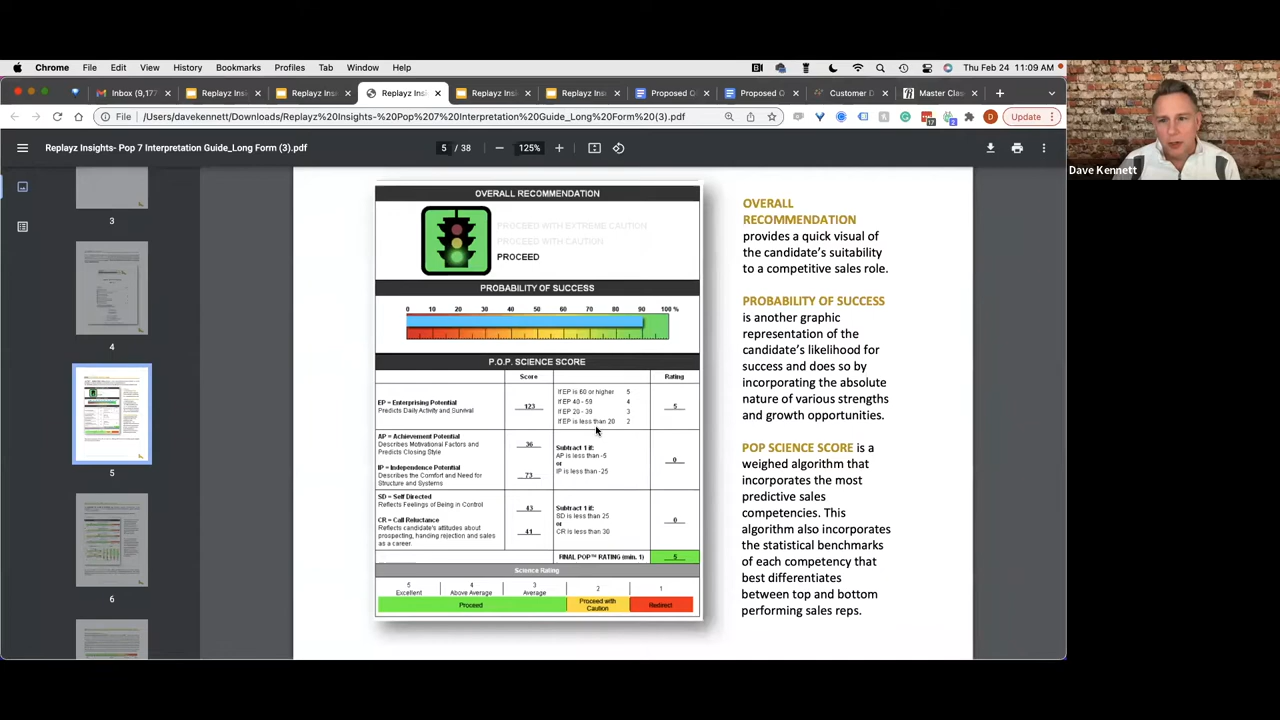 Chrome File Edit View History Bookmarks Profiles Tab Window Help
Thu Feb 24 11:09 AM
Inbox (9,177
Replayz Insi
Replayz Insi
Replayz Insi
Replayz Insi
Replayz Insi
Proposed O
Proposed O
Customer D
Master Clas
File /Users/davekennett/Downloads/Replayz%20Insights-%20Pop%207%20Interpretation%20Guide_Long%20Form%20(3).pdf
Update
Replayz Insights- Pop 7 Interpretation Guide_Long Form (3).pdf
5 / 38
125%
Dave Kennett
3
4
5
6
OVERALL RECOMMENDATION
PROCEED WITH EXTREME CAUTION
PROCEED WITH CAUTION
PROCEED
PROBABILITY OF SUCCESS
0 10 20 30 40 50 60 70 80 90 100 %
P.O.P. SCIENCE SCORE
Score Rating
EP = Enterprising Potential
Predicts Daily Activity and Survival
123
If EP is 60 or higher 5
If EP 40 - 59 4
If EP 20 - 39 3
If EP is less than 20 2
5
AP = Achievement Potential
Describes Motivational Factors and
Predicts Closing Style
36
IP = Independence Potential
Describes the Comfort and Need for
Structure and Systems
73
Subtract 1 if:
AP is less than -5
or
IP is less than -25
0
SD = Self Directed
Reflects Feelings of Being in Control
43
CR = Call Reluctance
Reflects candidate's attitudes about
prospecting, handing rejection and sales
as a career.
41
Subtract 1 if:
SD is less than 25
or
CR is less than 30
0
FINAL POP™ RATING (min. 1) 5
Science Rating
5 4 3 2 1
Excellent Above Average Average
Proceed
Proceed with
Caution
Redirect
OVERALL
RECOMMENDATION
provides a quick visual of
the candidate's suitability
to a competitive sales role.
PROBABILITY OF SUCCESS
is another graphic
representation of the
candidate's likelihood for
success and does so by
incorporating the absolute
nature of various strengths
and growth opportunities.
POP SCIENCE SCORE is a
weighed algorithm that
incorporates the most
predictive sales
competencies. This
algorithm also incorporates
the statistical benchmarks
of each competency that
best differentiates
between top and bottom
performing sales reps.